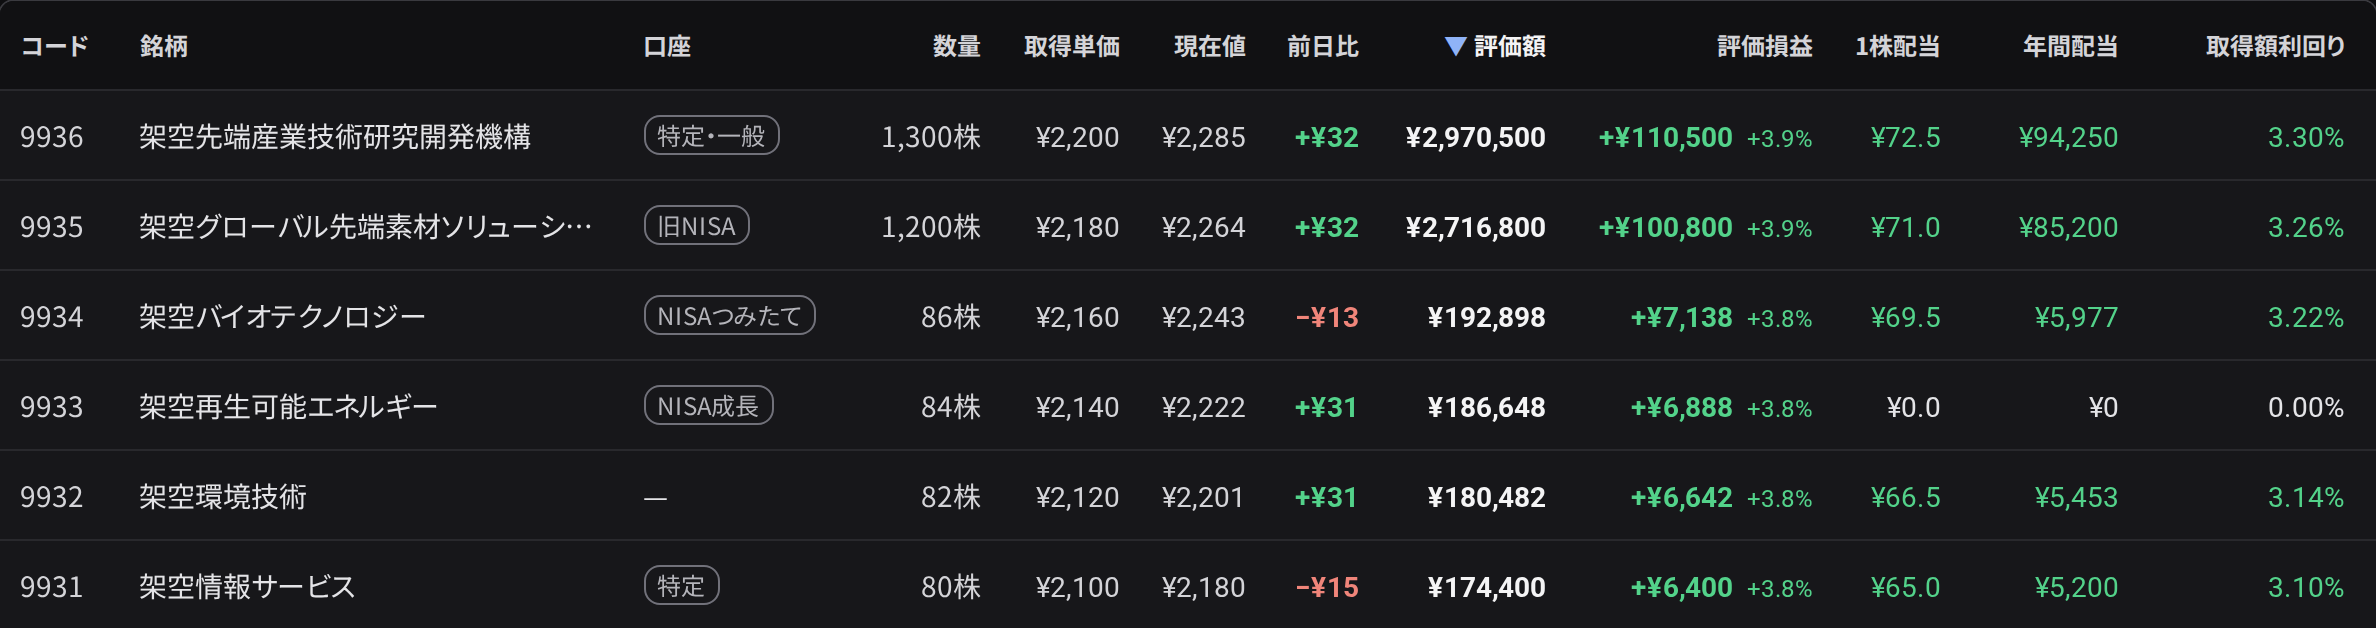 コード 銘柄 口座 数量 取得単価 現在値 前日比 ▼ 評価額 評価損益 1株配当 年間配当 取得額利回り
9936 架空先端産業技術研究開発機構 特定・一般 1,300株 ¥2,200 ¥2,285 +¥32 ¥2,970,500 +¥110,500 +3.9% ¥72.5 ¥94,250 3.30%
9935 架空グローバル先端素材ソリューシ… 旧NISA 1,200株 ¥2,180 ¥2,264 +¥32 ¥2,716,800 +¥100,800 +3.9% ¥71.0 ¥85,200 3.26%
9934 架空バイオテクノロジー NISAつみたて 86株 ¥2,160 ¥2,243 −¥13 ¥192,898 +¥7,138 +3.8% ¥69.5 ¥5,977 3.22%
9933 架空再生可能エネルギー NISA成長 84株 ¥2,140 ¥2,222 +¥31 ¥186,648 +¥6,888 +3.8% ¥0.0 ¥0 0.00%
9932 架空環境技術 — 82株 ¥2,120 ¥2,201 +¥31 ¥180,482 +¥6,642 +3.8% ¥66.5 ¥5,453 3.14%
9931 架空情報サービス 特定 80株 ¥2,100 ¥2,180 −¥15 ¥174,400 +¥6,400 +3.8% ¥65.0 ¥5,200 3.10%